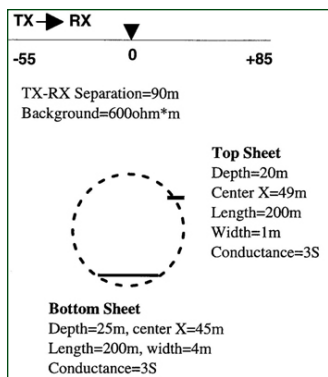 TX RX
-55 0 +85
TX-RX Separation=90m
Background=600ohm*m
Top Sheet
Depth=20m
Center X=49m
Length=200m
Width=1m
Conductance=3S
Bottom Sheet
Depth=25m, center X=45m
Length=200m, width=4m
Conductance=3S